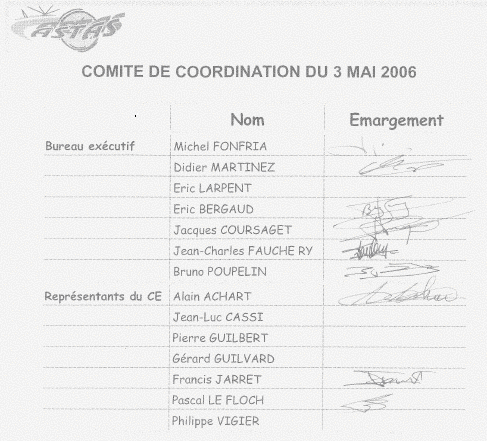 ASTAS
COMITE DE COORDINATION DU 3 MAI 2006
Nom Emargement
Bureau exécutif Michel FONFRIA
Didier MARTINEZ
Eric LARPENT
Eric BERGAUD
Jacques COURSAGET
Jean-Charles FAUCHE RY
Bruno POUPELIN
Représentants du CE Alain ACHART
Jean-Luc CASSI
Pierre GUILBERT
Gérard GUILVARD
Francis JARRET
Pascal LE FLOCH
Philippe VIGIER